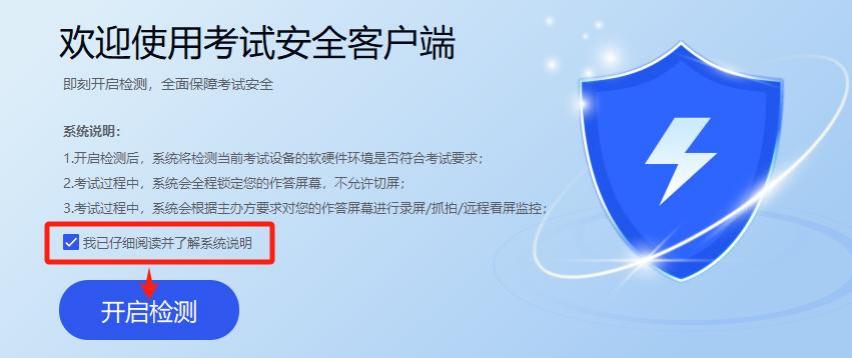 欢迎使用考试安全客户端
即刻开启检测，全面保障考试安全
系统说明：
1.开启检测后，系统将检测当前考试设备的软硬件环境是否符合考试要求；
2.考试过程中，系统会全程锁定您的作答屏幕，不允许切屏；
3.考试过程中，系统会根据主办方要求对您的作答屏幕进行录屏/抓拍/远程看屏监控；
我已仔细阅读并了解系统说明
开启检测